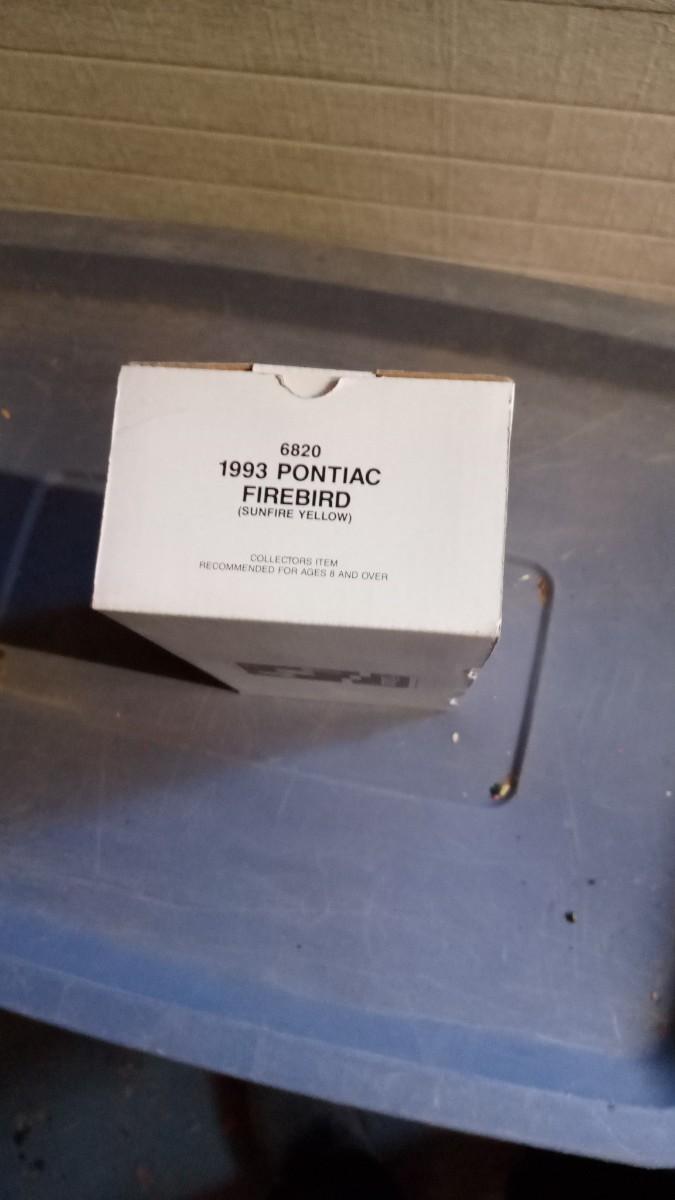 6820
1993 PONTIAC
FIREBIRD
(SUNFIRE YELLOW)
COLLECTORS ITEM
RECOMMENDED FOR AGES 8 AND OVER